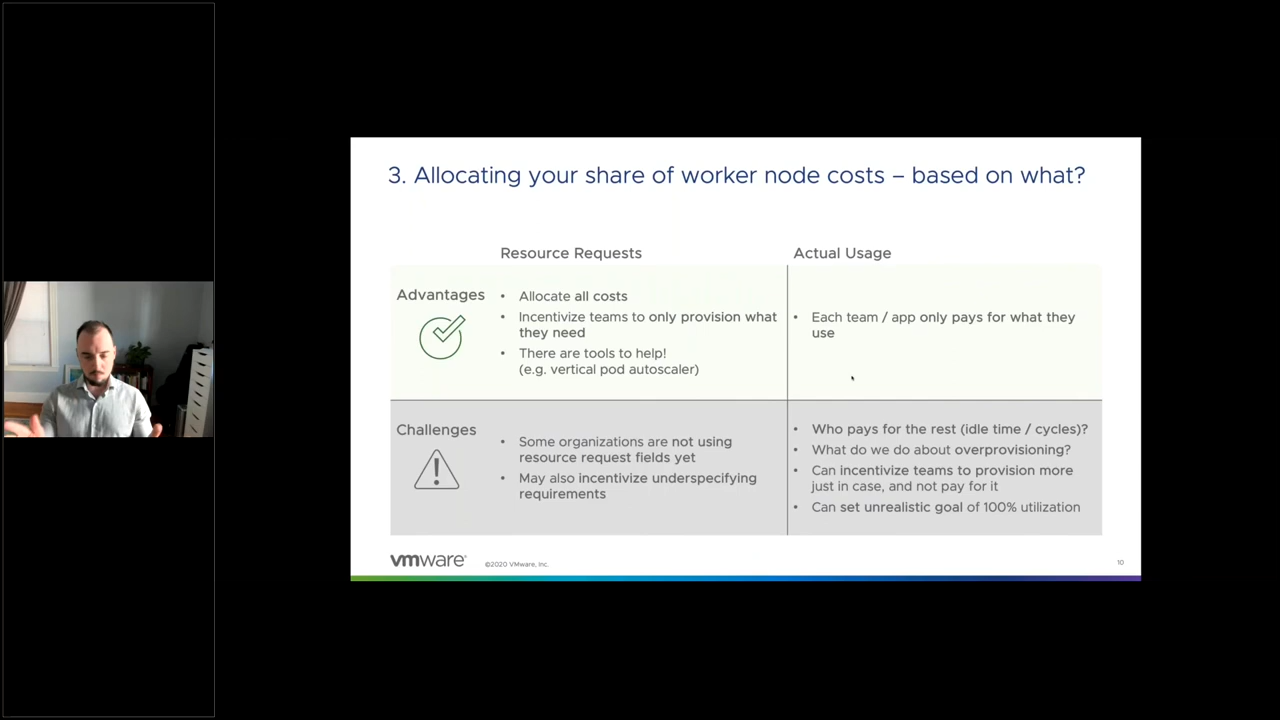 3. Allocating your share of worker node costs – based on what?
Resource Requests
Actual Usage
Advantages
• Allocate all costs
• Incentivize teams to only provision what
they need
• There are tools to help!
(e.g. vertical pod autoscaler)
• Each team / app only pays for what they
use
Challenges
• Some organizations are not using
resource request fields yet
• May also incentivize underspecifying
requirements
• Who pays for the rest (idle time / cycles)?
• What do we do about overprovisioning?
• Can incentivize teams to provision more
just in case, and not pay for it
• Can set unrealistic goal of 100% utilization
vmware®
©2020 VMware, Inc.
10